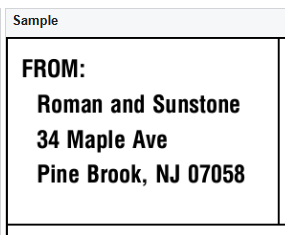 Sample
FROM:
Roman and Sunstone
34 Maple Ave
Pine Brook, NJ 07058